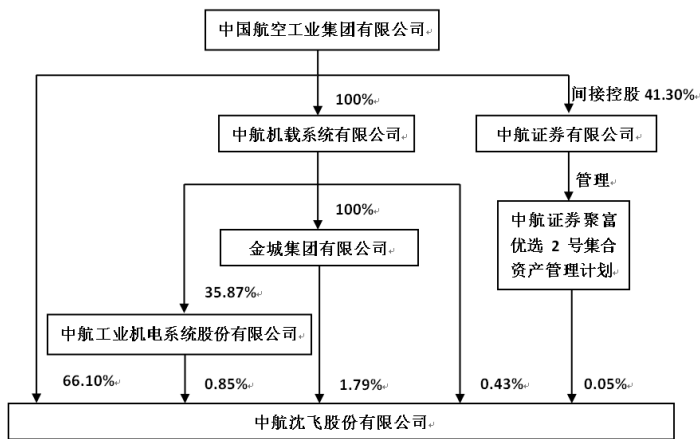 中国航空工业集团有限公司
间接控股 41.30%
100%
中航机载系统有限公司
中航证券有限公司
管理
100%
中航证券聚富
优选 2 号集合
资产管理计划
金城集团有限公司
35.87%
中航工业机电系统股份有限公司
66.10%
0.85%
1.79%
0.43%
0.05%
中航沈飞股份有限公司